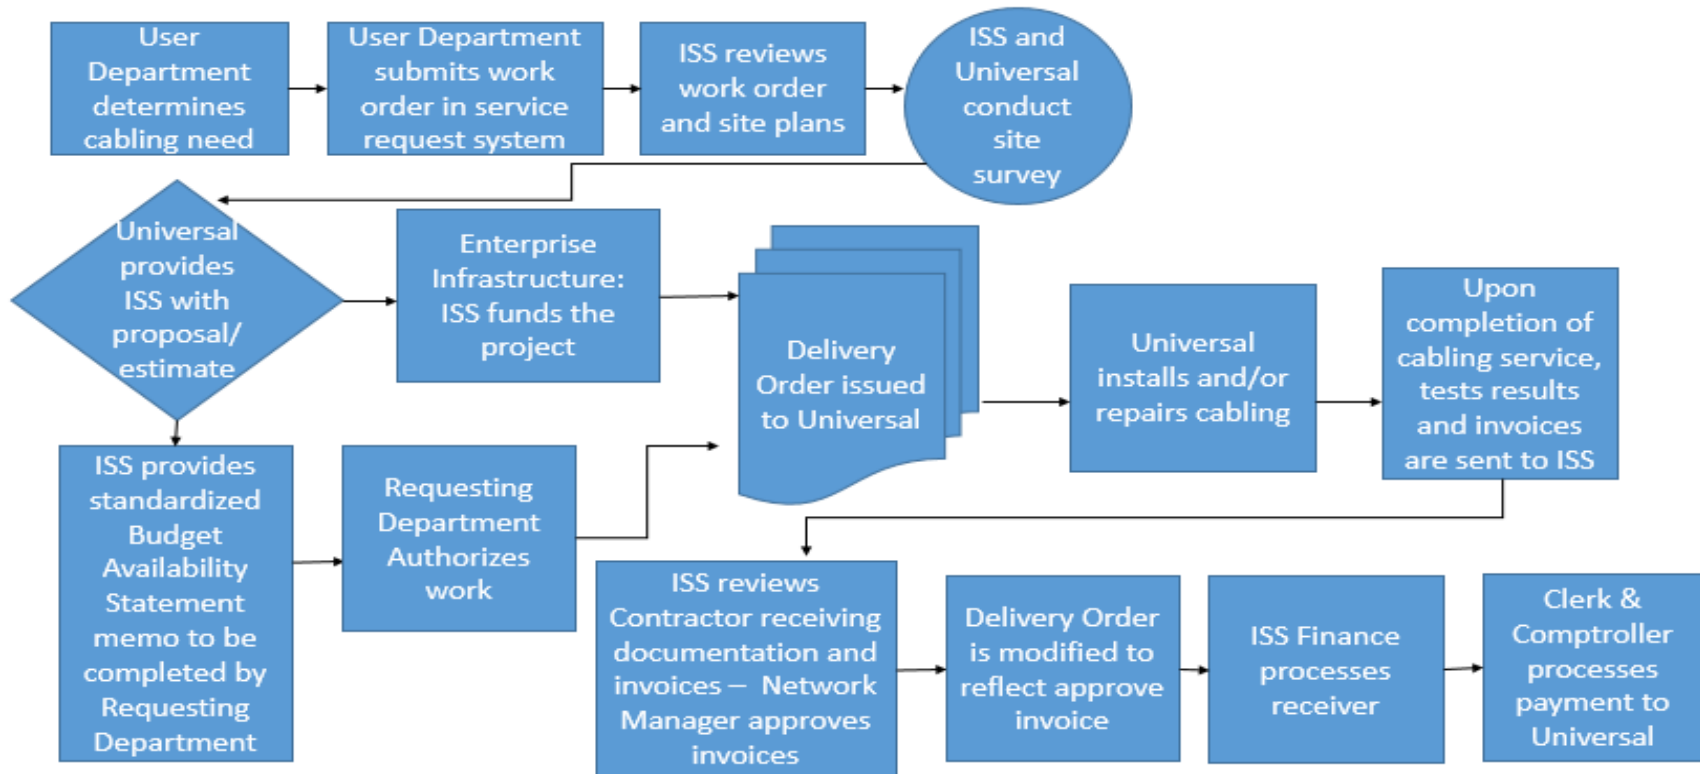 User
Department
determines
cabling need
User Department
submits work
order in service
request system
ISS reviews
work order
and site plans
ISS and
Universal
conduct
site
survey
Universal
provides
ISS with
proposal/
estimate
Enterprise
Infrastructure:
ISS funds the
project
Delivery
Order issued
to Universal
Universal
installs and/or
repairs cabling
Upon
completion of
cabling service,
tests results
and invoices
are sent to ISS
ISS provides
standardized
Budget
Availability
Statement
memo to be
completed by
Requesting
Department
Requesting
Department
Authorizes
work
ISS reviews
Contractor receiving
documentation and
invoices – Network
Manager approves
invoices
Delivery Order
is modified to
reflect approve
invoice
ISS Finance
processes
receiver
Clerk &
Comptroller
processes
payment to
Universal